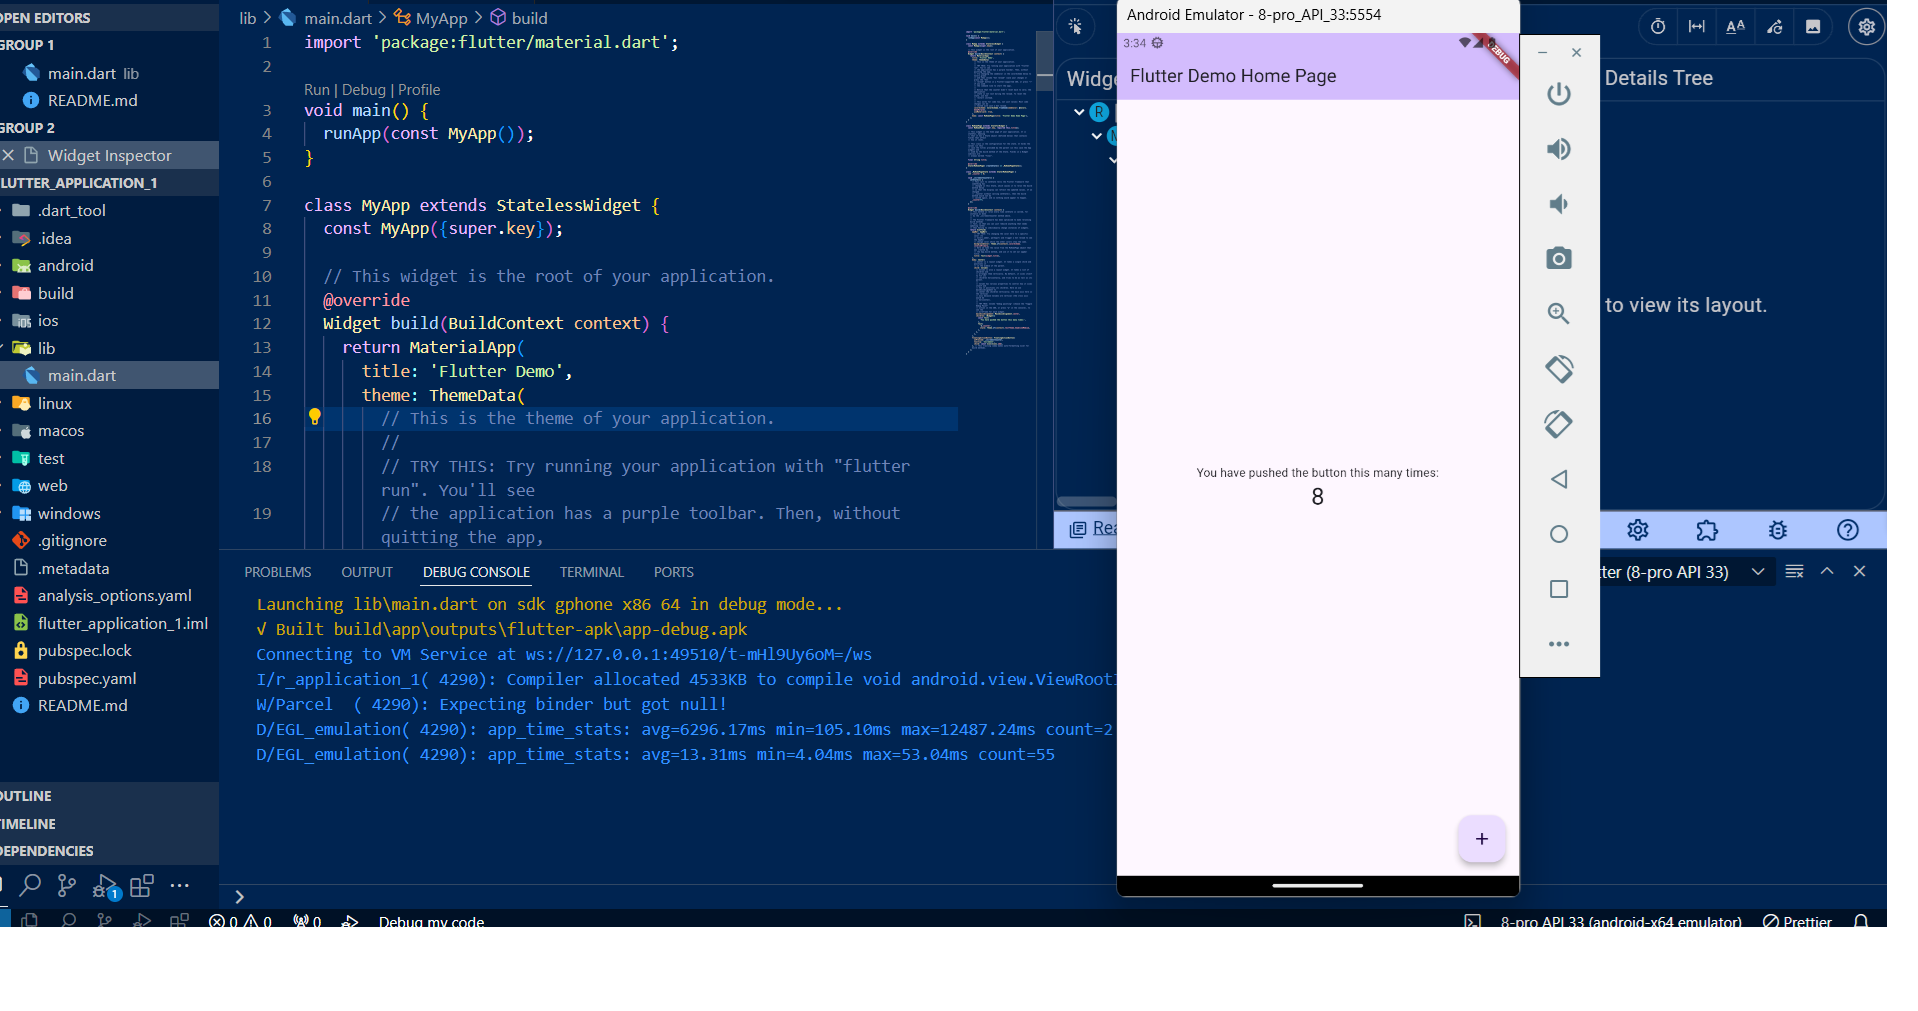 OPEN EDITORS
GROUP 1
main.dart lib
README.md
GROUP 2
Widget Inspector
FLUTTER_APPLICATION_1
.dart_tool
.idea
android
build
ios
lib
main.dart
linux
macos
test
web
windows
.gitignore
.metadata
analysis_options.yaml
flutter_application_1.iml
pubspec.lock
pubspec.yaml
README.md
OUTLINE
TIMELINE
DEPENDENCIES
1
lib > main.dart > MyApp > build
1 import 'package:flutter/material.dart';
2
Run | Debug | Profile
3 void main() {
4 runApp(const MyApp());
5 }
6
7 class MyApp extends StatelessWidget {
8 const MyApp({super.key});
9
10 // This widget is the root of your application.
11 @override
12 Widget build(BuildContext context) {
13 return MaterialApp(
14 title: 'Flutter Demo',
15 theme: ThemeData(
16 // This is the theme of your application.
17 //
18 // TRY THIS: Try running your application with "flutter
run". You'll see
19 // the application has a purple toolbar. Then, without
quitting the app,
PROBLEMS OUTPUT DEBUG CONSOLE TERMINAL PORTS
Launching lib\main.dart on sdk gphone x86 64 in debug mode...
√ Built build\app\outputs\flutter-apk\app-debug.apk
Connecting to VM Service at ws://127.0.0.1:49510/t-mHl9Uy6oM=/ws
I/r_application_1( 4290): Compiler allocated 4533KB to compile void android.view.ViewRootI
W/Parcel ( 4290): Expecting binder but got null!
D/EGL_emulation( 4290): app_time_stats: avg=6296.17ms min=105.10ms max=12487.24ms count=2
D/EGL_emulation( 4290): app_time_stats: avg=13.31ms min=4.04ms max=53.04ms count=55
>
Widge
R
Rea
Android Emulator - 8-pro_API_33:5554
3:34
DEBUG
Flutter Demo Home Page
You have pushed the button this many times:
8
+
Details Tree
to view its layout.
tter (8-pro API 33)
0 0 0 Debug my code
8-pro API 33 (android-x64 emulator) Prettier